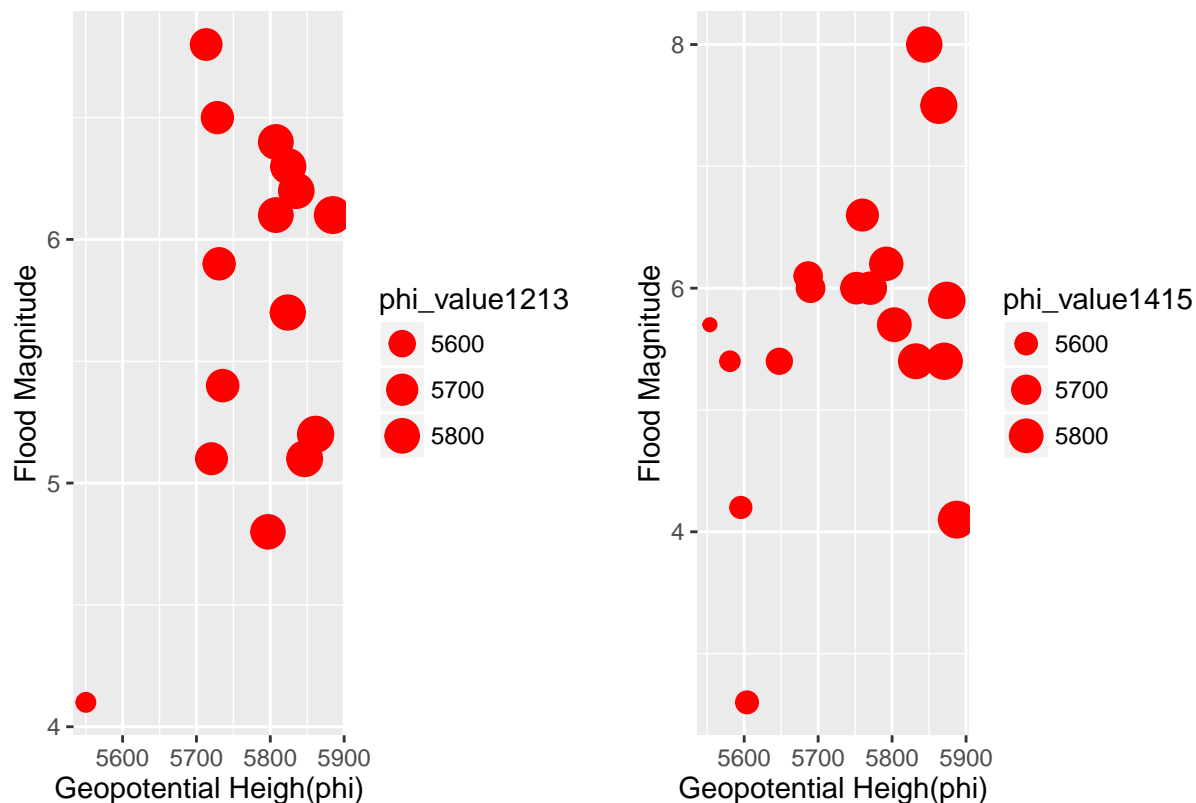 Flood Magnitude
6
5
4
5600 5700 5800 5900
Geopotential Heigh(phi)
phi_value1213
5600
5700
5800
Flood Magnitude
8
6
4
5600 5700 5800 5900
Geopotential Heigh(phi)
phi_value1415
5600
5700
5800